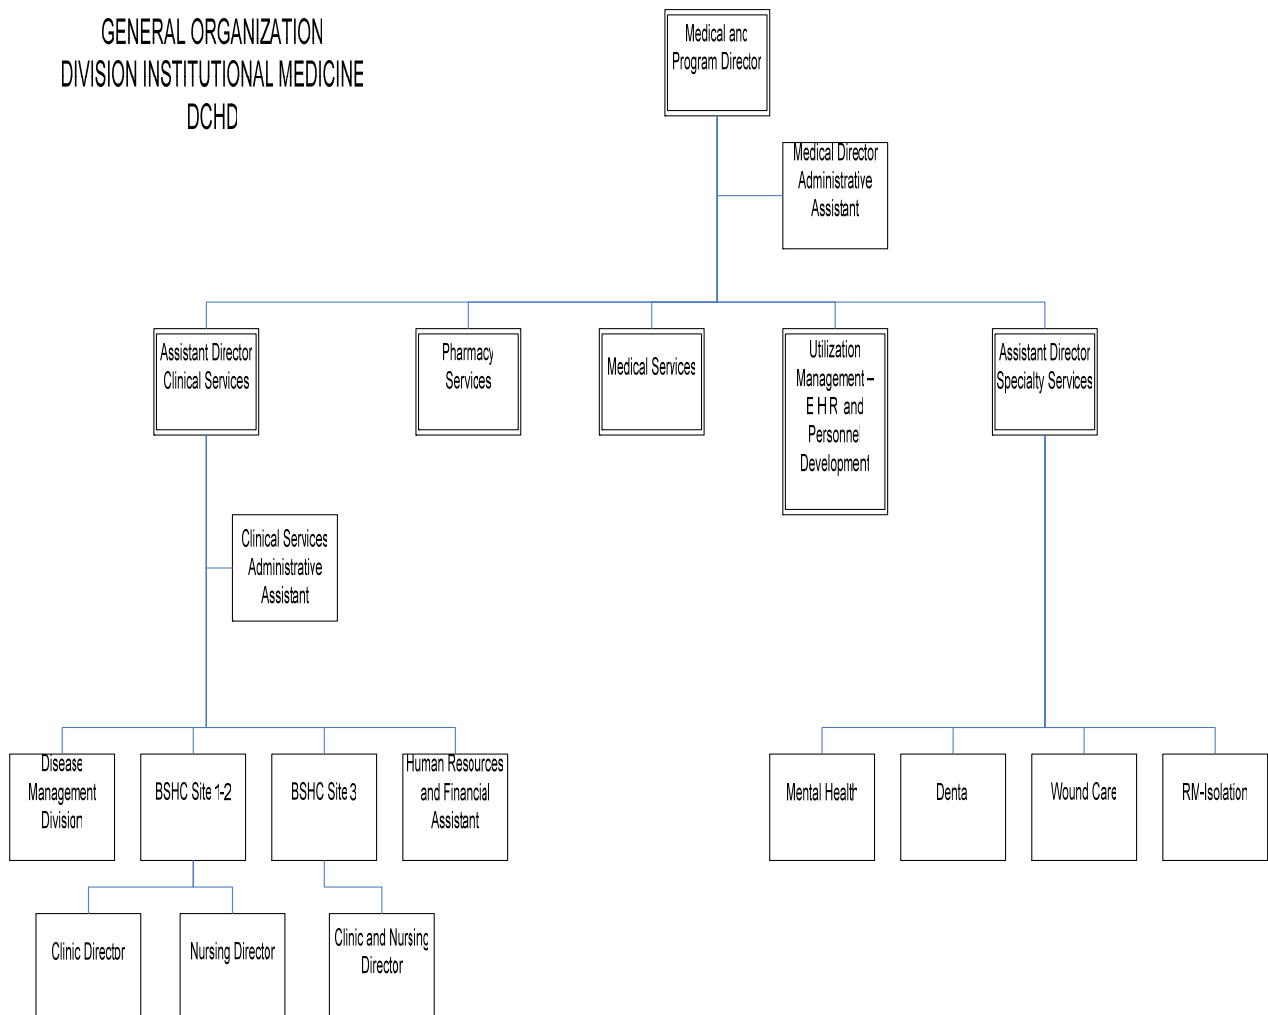 GENERAL ORGANIZATION
DIVISION INSTITUTIONAL MEDICINE
DCHD
Medical and
Program Director
Medical Director
Administrative
Assistant
Assistant Director
Clinical Services
Pharmacy
Services
Medical Services
Utilization
Management –
E H R and
Personnel
Development
Assistant Director
Specialty Services
Clinical Services
Administrative
Assistant
Disease
Management
Division
BSHC Site 1-2
BSHC Site 3
Human Resources
and Financial
Assistant
Mental Health
Denta
Wound Care
RM-Isolation
Clinic Director
Nursing Director
Clinic and Nursing
Director